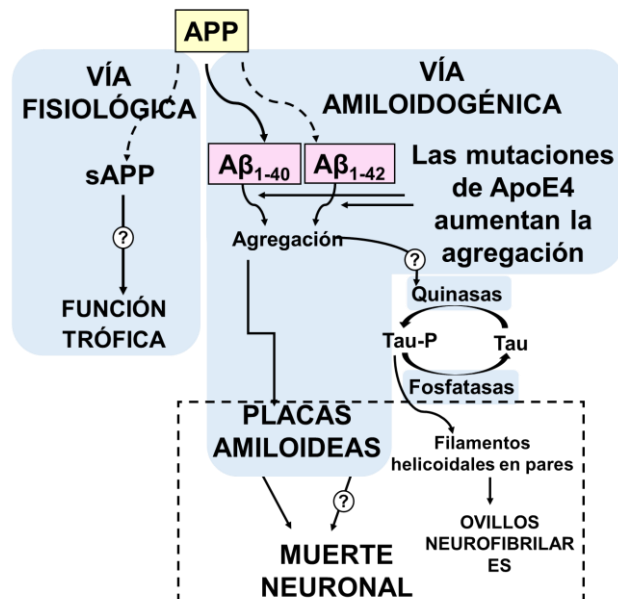 APP
VÍA
FISIOLÓGICA
VÍA
AMILOIDOGÉNICA
Aβ1-40
Aβ1-42
Las mutaciones
de ApoE4
aumentan la
agregación
sAPP
?
Agregación
?
FUNCIÓN
TRÓFICA
Quinasas
Tau-P
Tau
Fosfatasas
PLACAS
AMILOIDEAS
Filamentos
helicoidales en pares
?
OVILLOS
NEUROFIBRILAR
ES
MUERTE
NEURONAL